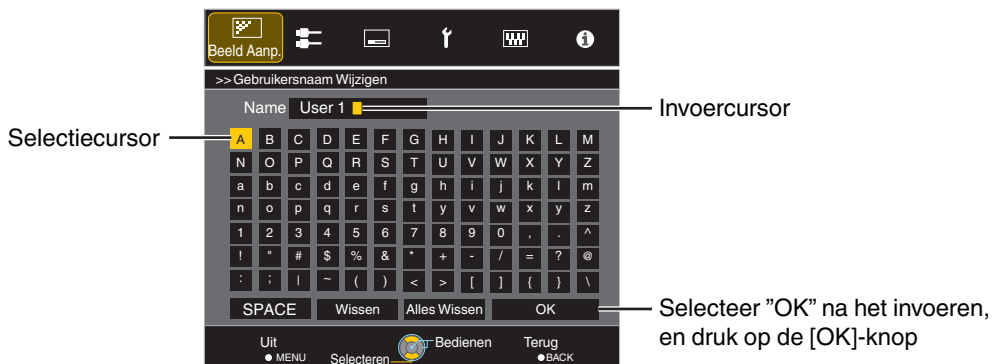 Beeld Aanp.
>>Gebruikersnaam Wijzigen
Name User 1
Invoercursor
Selectiecursor
A B C D E F G H I J K L M
N O P Q R S T U V W X Y Z
a b c d e f g h i j k l m
n o p q r s t y v w x y z
1 2 3 4 5 6 7 8 9 0 , . ^
! " # $ % & * + - / = ? @
: ; | ~ ( ) < > [ ] { } \
SPACE Wissen Alles Wissen OK
Selecteer ”OK” na het invoeren,
en druk op de [OK]-knop
Uit Bedienen Terug
MENU Selecteren BACK